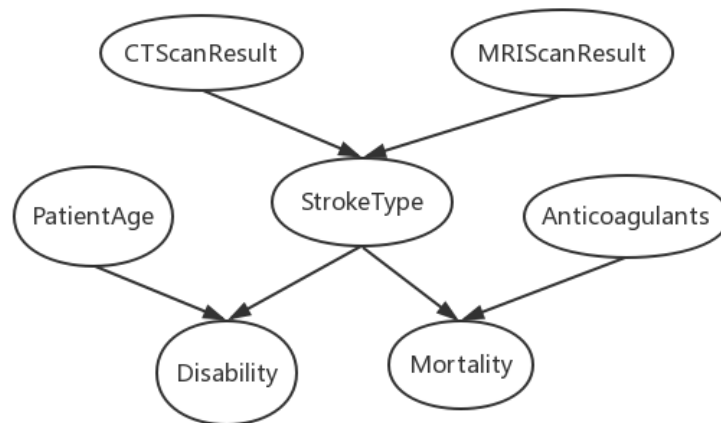 CTScanResult
MRIScanResult
PatientAge
StrokeType
Anticoagulants
Disability
Mortality